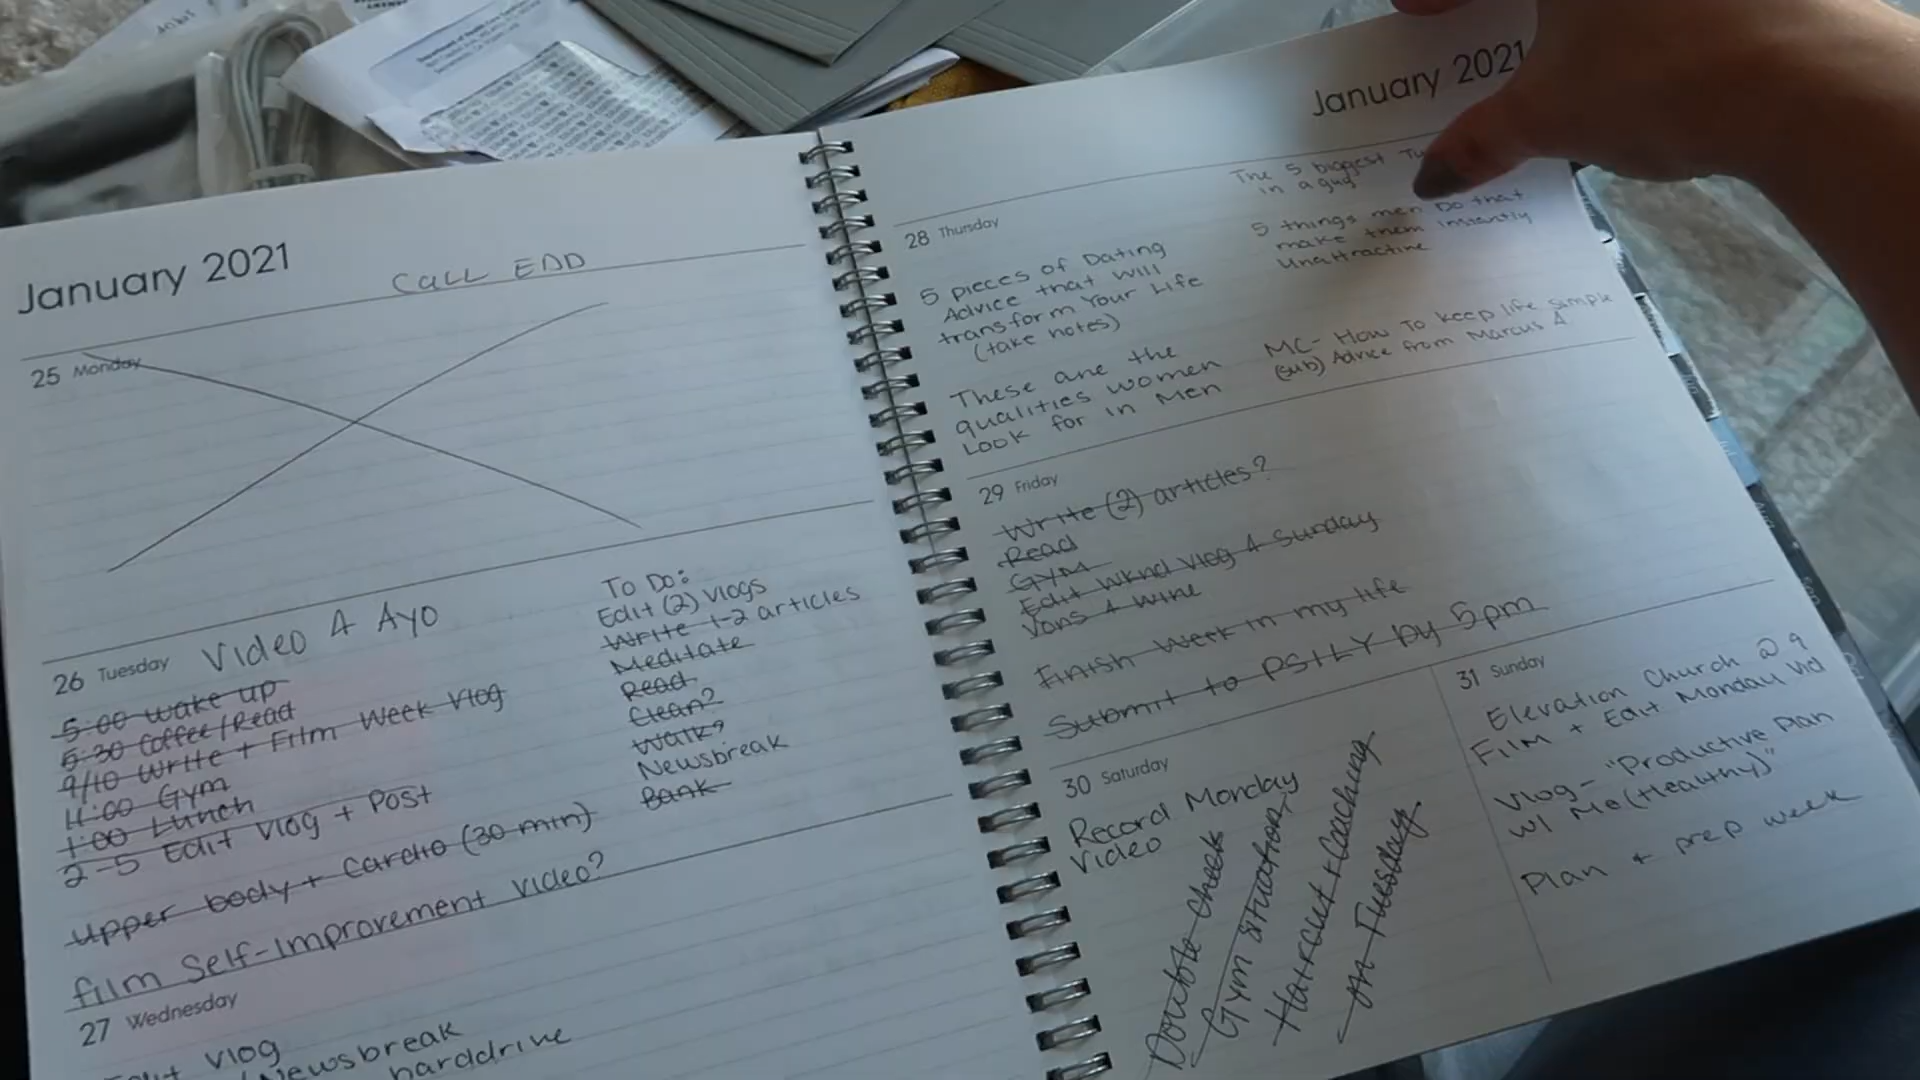 January 2021
CALL EDD
25 Monday
26 Tuesday
Video 4 Ayo
5:00 wake up
5:30 Coffee/Read
9/10 Write + Film Week Vlog
11:00 Gym
1:00 Lunch
2-5 Edit Vlog + Post
Upper body + Cardio (30 min)
film Self-Improvement Video?
To Do:
Edit (2) Vlogs
Write 1-2 articles
Meditate
Read
Clean?
Walk?
Newsbreak
Bank
27 Wednesday
Edit Vlog
Newsbreak
harddrive
January 2021
28 Thursday
5 pieces of Dating
Advice that will
transform Your Life
(take notes)
These are the
qualities women
Look for in Men
The 5 biggest
in a guy
5 things men Do that
make them instantly
Unattractive
MC- How To keep life simple
(sub) Advice from Marcus A
29 Friday
Write (2) articles?
Read
GYM
Edit Wknd Vlog 4 Sunday
Vons 4 Wine
Finish Week in my life
Submit to PSILY by 5pm
30 Saturday
Record Monday
Video
Double check
Gym situation,
Haircut + Coaching
on Tuesday
31 Sunday
Elevation Church @ 9
Film + Edit Monday Vid
Vlog- "Productive Plan
w/ Me (Healthy)"
Plan + prep week